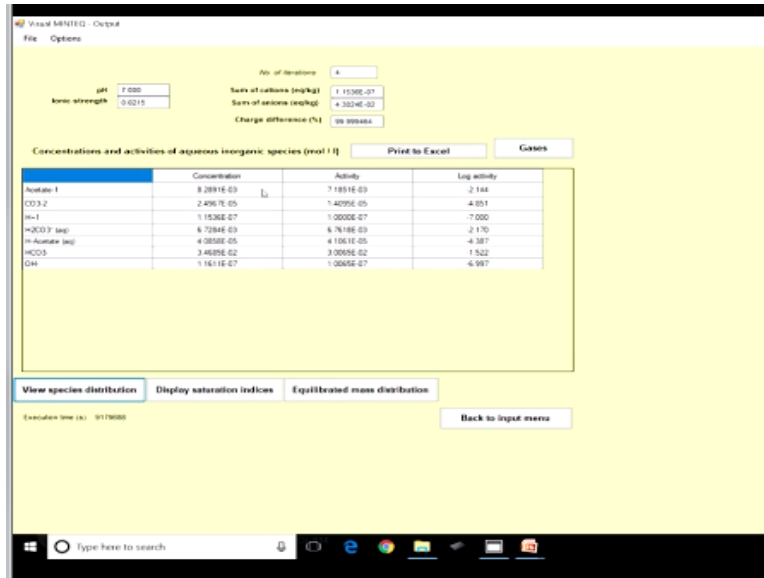 Visual MINTEQ - Output
File Options
No. of iterations 4
pH 7.000 Sum of cations (eq/kg) 1.1536E-07
Ionic strength 0.0215 Sum of anions (eq/kg) 4.3024E-02
Charge difference (%) 99.999464
Concentrations and activities of aqueous inorganic species (mol / l) Print to Excel Gases
Concentration Activity Log activity
Acetate-1 8.2891E-03 7.1851E-03 -2.144
CO3-2 2.4967E-05 1.4095E-05 -4.851
H+1 1.1536E-07 1.0000E-07 -7.000
H2CO3* (aq) 6.7284E-03 6.7618E-03 -2.170
H-Acetate (aq) 4.0858E-05 4.1061E-05 -4.387
HCO3- 3.4685E-02 3.0065E-02 -1.522
OH- 1.1611E-07 1.0065E-07 -6.997
View species distribution Display saturation indices Equilibrated mass distribution
Execution time (s)
Back to input menu
Type here to search